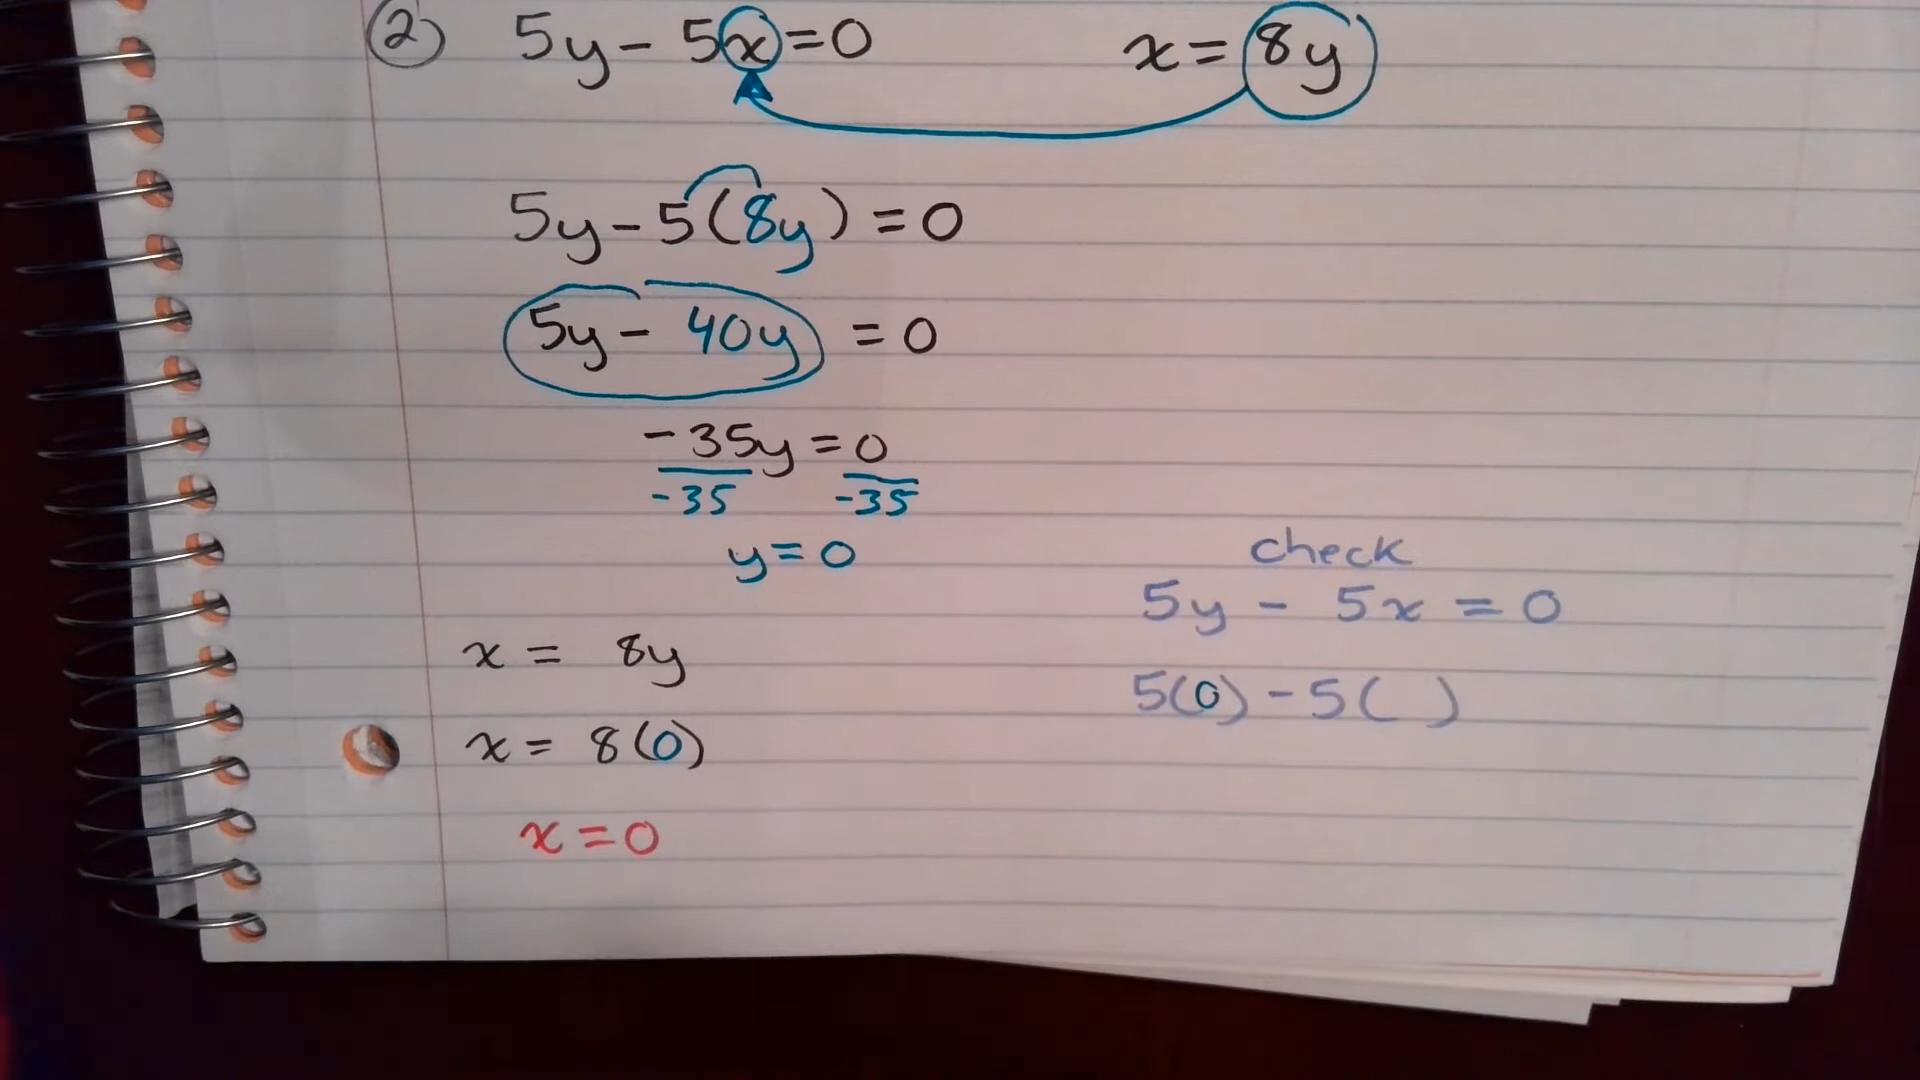 2 5y - 5x = 0 x = 8y
5y - 5(8y) = 0
5y - 40y = 0
-35y = 0
-35 -35
y = 0
check
5y - 5x = 0
x = 8y
5(0) - 5( )
x = 8(0)
x = 0